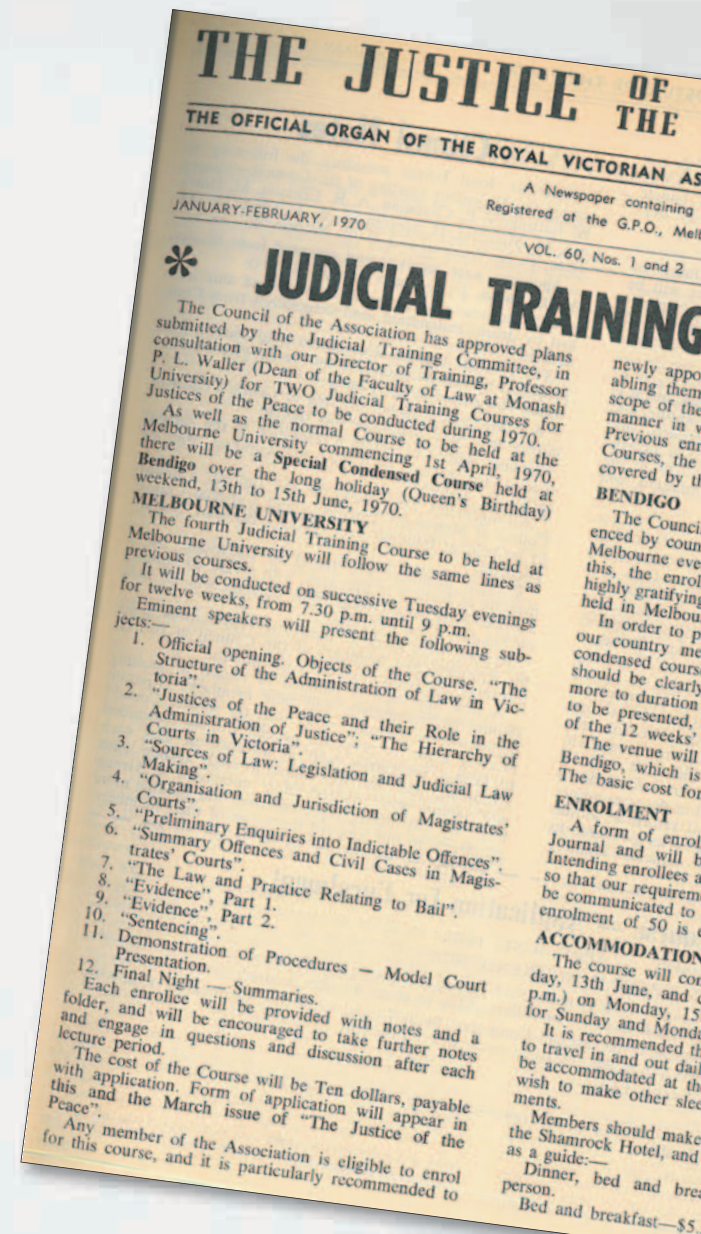 THE JUSTICE OF THE
THE OFFICIAL ORGAN OF THE ROYAL VICTORIAN
A Newspaper containing
Registered at the G.P.O.,
JANUARY-FEBRUARY, 1970
VOL. 60, Nos. 1 and 2
* JUDICIAL TRAINING
The Council of the Association has approved plans
submitted by the Judicial Training Committee, in
consultation with our Director of Training, Professor
P. L. Waller (Dean of the Faculty of Law at Monash
University) for TWO Judicial Training Courses for
Justices of the Peace to be conducted during 1970.
As well as the normal Course to be held at the
Melbourne University commencing 1st April, 1970,
there will be a Special Condensed Course held at
Bendigo over the long holiday (Queen's Birthday)
weekend, 13th to 15th June, 1970.
MELBOURNE UNIVERSITY
The fourth Judicial Training Course to be held at
Melbourne University will follow the same lines as
previous courses.
It will be conducted on successive Tuesday evenings
for twelve weeks, from 7.30 p.m. until 9 p.m.
Eminent speakers will present the following sub-
jects:—
1. Official opening. Objects of the Course. "The
Structure of the Administration of Law in Vic-
toria".
2. "Justices of the Peace and their Role in the
Administration of Justice"; "The Hierarchy of
Courts in Victoria".
3. "Sources of Law: Legislation and Judicial Law
Making".
4. "Organisation and Jurisdiction of Magistrates'
Courts".
5. "Preliminary Enquiries into Indictable Offences".
6. "Summary Offences and Civil Cases in Magis-
trates' Courts".
7. "The Law and Practice Relating to Bail".
8. "Evidence", Part 1.
9. "Evidence", Part 2.
10. "Sentencing".
11. Demonstration of Procedures — Model Court
Presentation.
12. Final Night — Summaries.
Each enrollee will be provided with notes and a
folder, and will be encouraged to take further notes
and engage in questions and discussion after each
lecture period.
The cost of the Course will be Ten dollars, payable
with application. Form of application will appear in
this and the March issue of "The Justice of the
Peace".
Any member of the Association is eligible to enrol
for this course, and it is particularly recommended to
newly
abling them
scope of the
manner in
Previous
Courses, the
covered by
BENDIGO
The
enced by
Melbourne
this, the
highly gratifying
held in
In order to
our country
condensed
should be clearly
more to duration
to be presented,
of the 12 weeks'
The venue will
Bendigo, which is
The basic cost for
ENROLMENT
A form of
Journal and will
Intending enrollees
so that our
be communicated to
enrolment of 50 is
ACCOMMODATION
The course will
day, 13th June, and
p.m.) on Monday,
for Sunday and
It is recommended
to travel in and out
be accommodated at
wish to make other
ments.
Members should make
the Shamrock Hotel, and
as a guide:—
Dinner, bed and
person.
Bed and breakfast—$5.